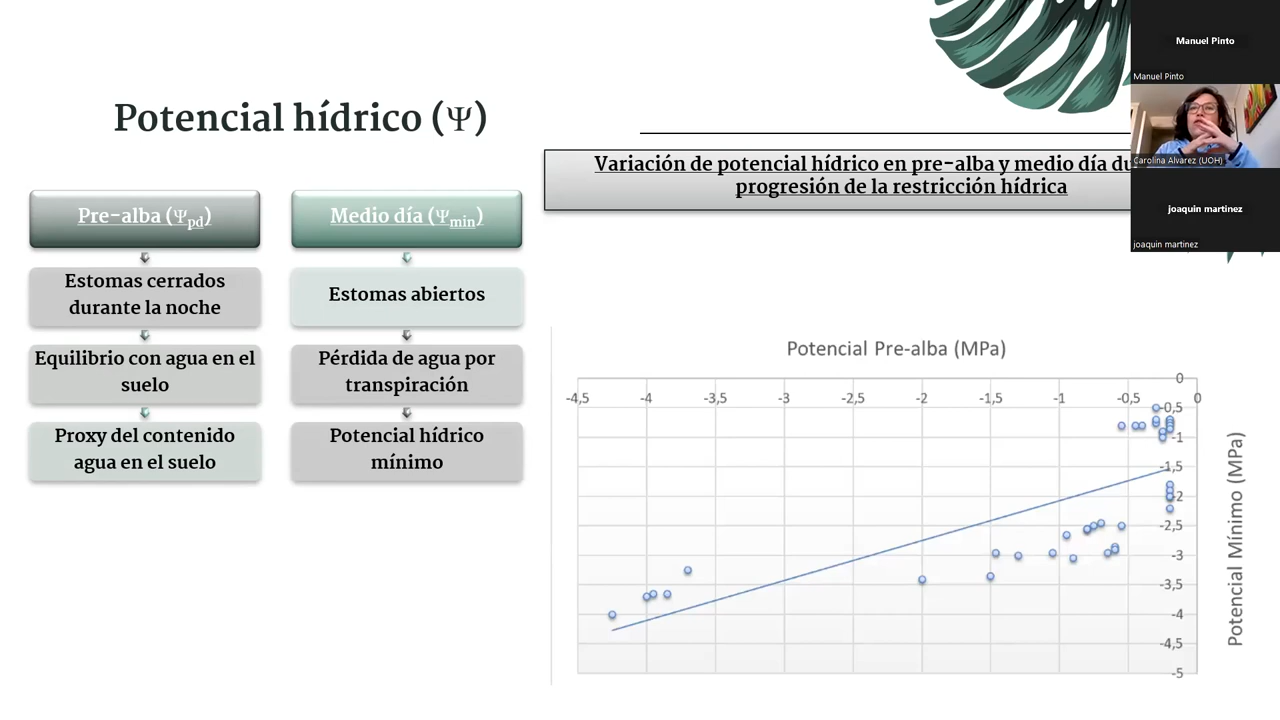 Potencial hídrico (Ψ)
Pre-alba (Ψpd)
Estomas cerrados
durante la noche
Equilibrio con agua en el
suelo
Proxy del contenido
agua en el suelo
Medio día (Ψmin)
Estomas abiertos
Pérdida de agua por
transpiración
Potencial hídrico
mínimo
Variación de potencial hídrico en pre-alba y medio día du
progresión de la restricción hídrica
Potencial Pre-alba (MPa)
-4,5 -4 -3,5 -3 -2,5 -2 -1,5 -1 -0,5 0
0
-0,5
-1
-1,5
-2
-2,5
-3
-3,5
-4
-4,5
-5
Potencial Mínimo (MPa)
Manuel Pinto
Manuel Pinto
Carolina Alvarez (UOH)
joaquin martinez
joaquin martinez